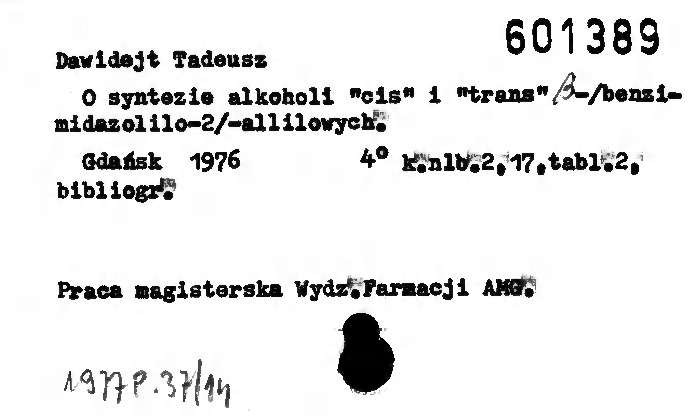 601389
Dawidejt Tadeusz
O syntezie alkoholi "cis" i "trans" β-/benzi-
midazolilo-2/-allilowych.
Gdańsk 1976 4° k.nlb.2,17,tabl.2,
bibliogr.
Praca magisterska Wydz.Farmacji AMG.
1977 P.37/14